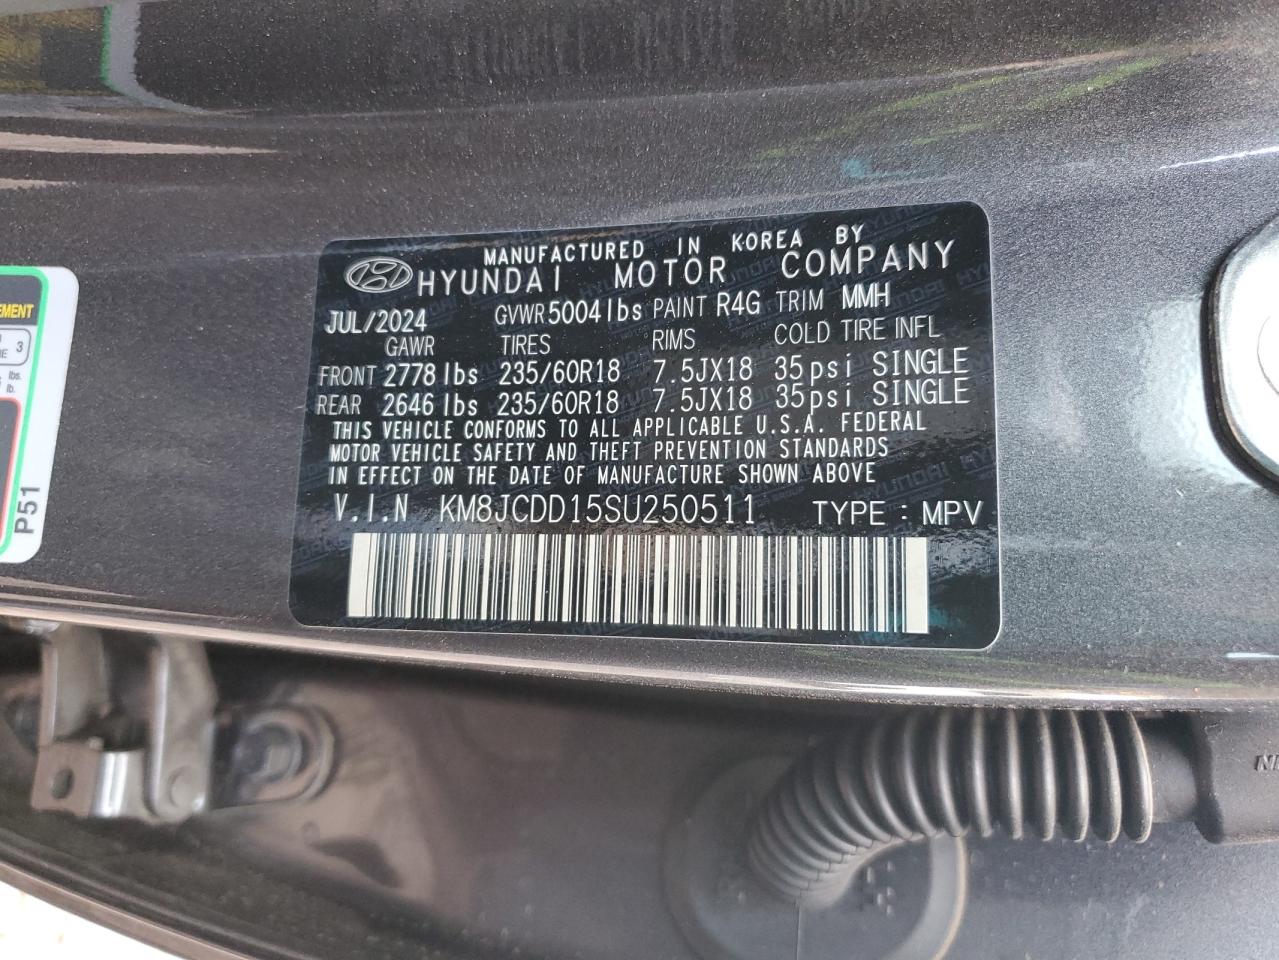 MANUFACTURED IN KOREA BY
HYUNDAI MOTOR COMPANY
JUL/2024 GVWR 5004 lbs PAINT R4G TRIM MMH
GAWR TIRES RIMS COLD TIRE INFL
FRONT 2778 lbs 235/60R18 7.5JX18 35psi SINGLE
REAR 2646 lbs 235/60R18 7.5JX18 35psi SINGLE
THIS VEHICLE CONFORMS TO ALL APPLICABLE U.S.A. FEDERAL
MOTOR VEHICLE SAFETY AND THEFT PREVENTION STANDARDS
IN EFFECT ON THE DATE OF MANUFACTURE SHOWN ABOVE
V.I.N KM8JCDD15SU250511 TYPE : MPV
3
lbs.
lb.
P51